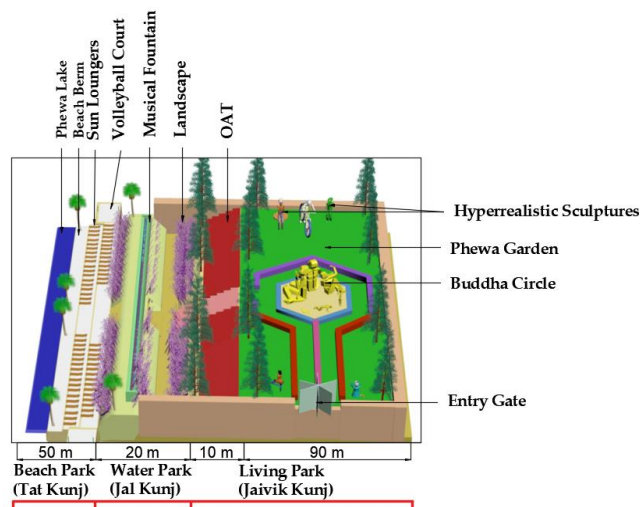 Phewa Lake
Beach Berm
Sun Loungers
Volleyball Court
Musical Fountain
Landscape
OAT
Hyperrealistic Sculptures
Phewa Garden
Buddha Circle
Entry Gate
50 m
20 m
10 m
90 m
Beach Park
(Tat Kunj)
Water Park
(Jal Kunj)
Living Park
(Jaivik Kunj)